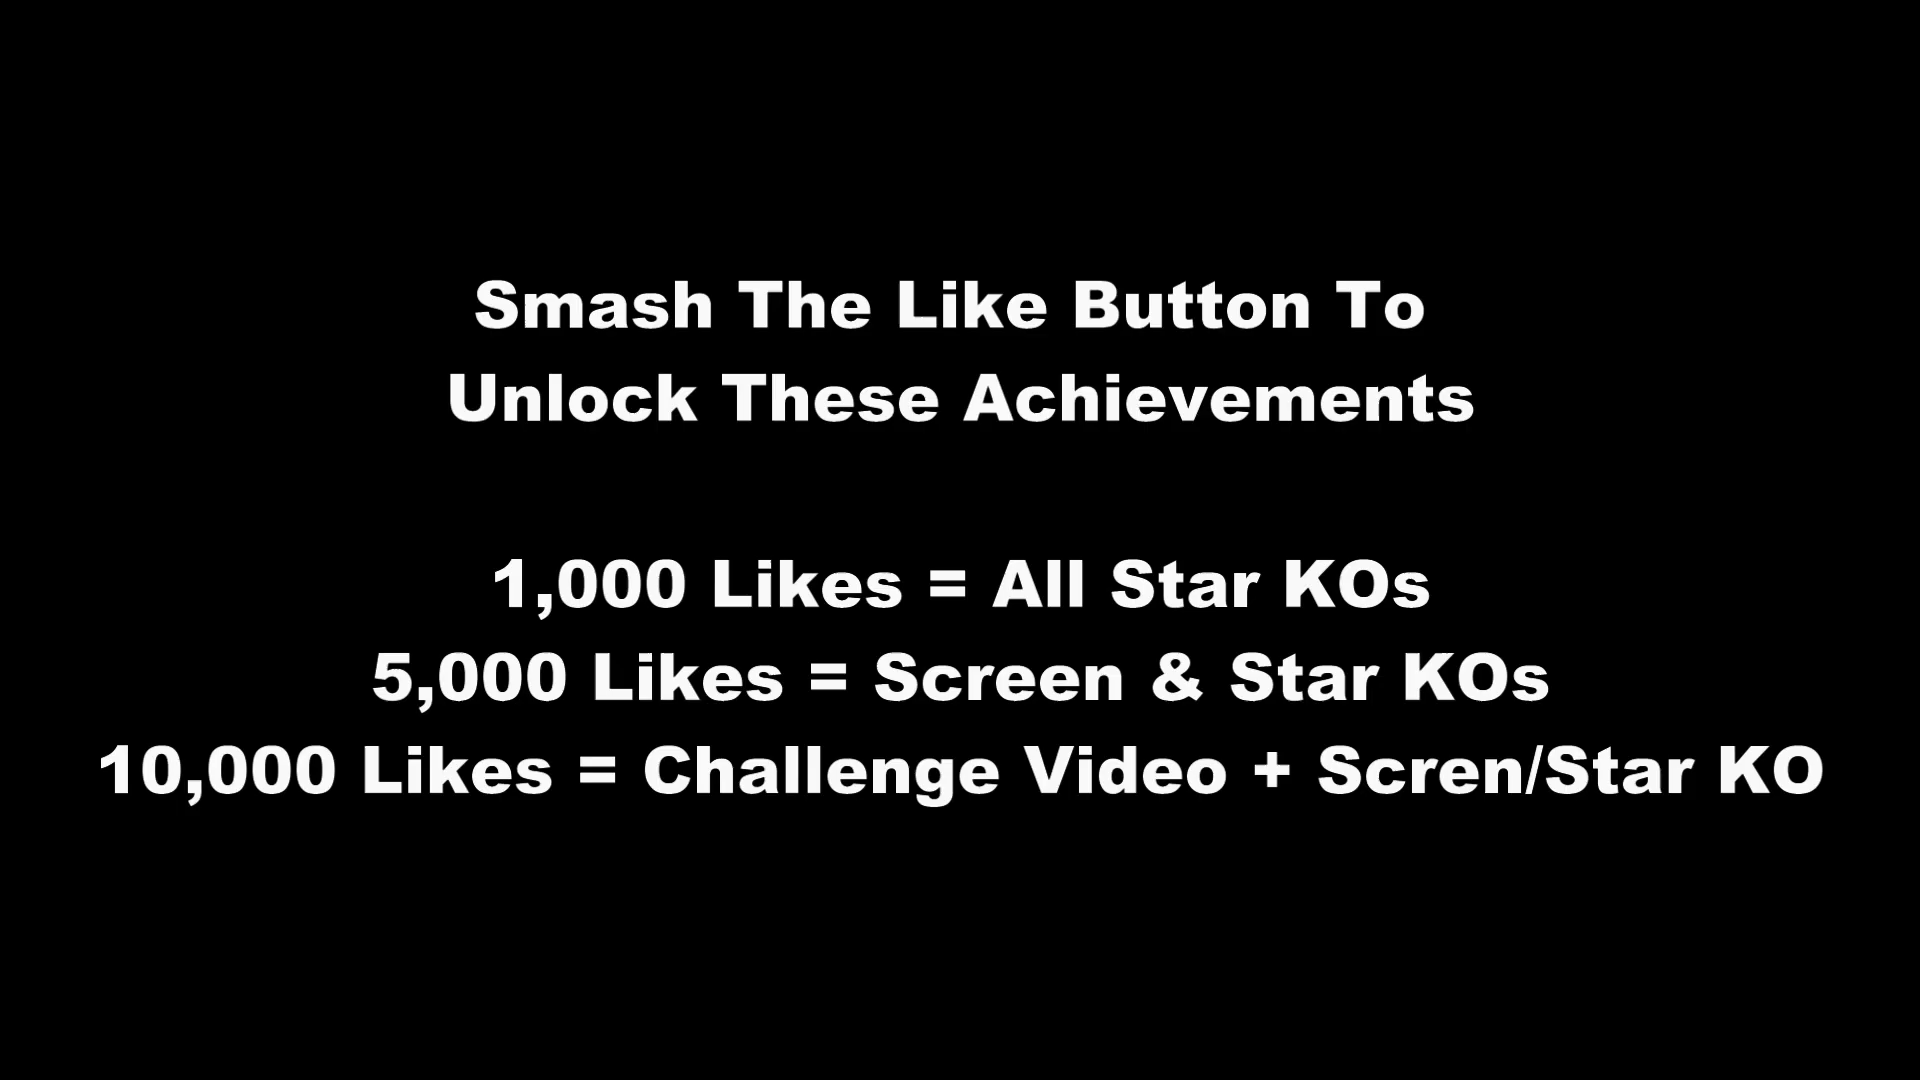 Smash The Like Button To
Unlock These Achievements
1,000 Likes = All Star KOs
5,000 Likes = Screen & Star KOs
10,000 Likes = Challenge Video + Scren/Star KO